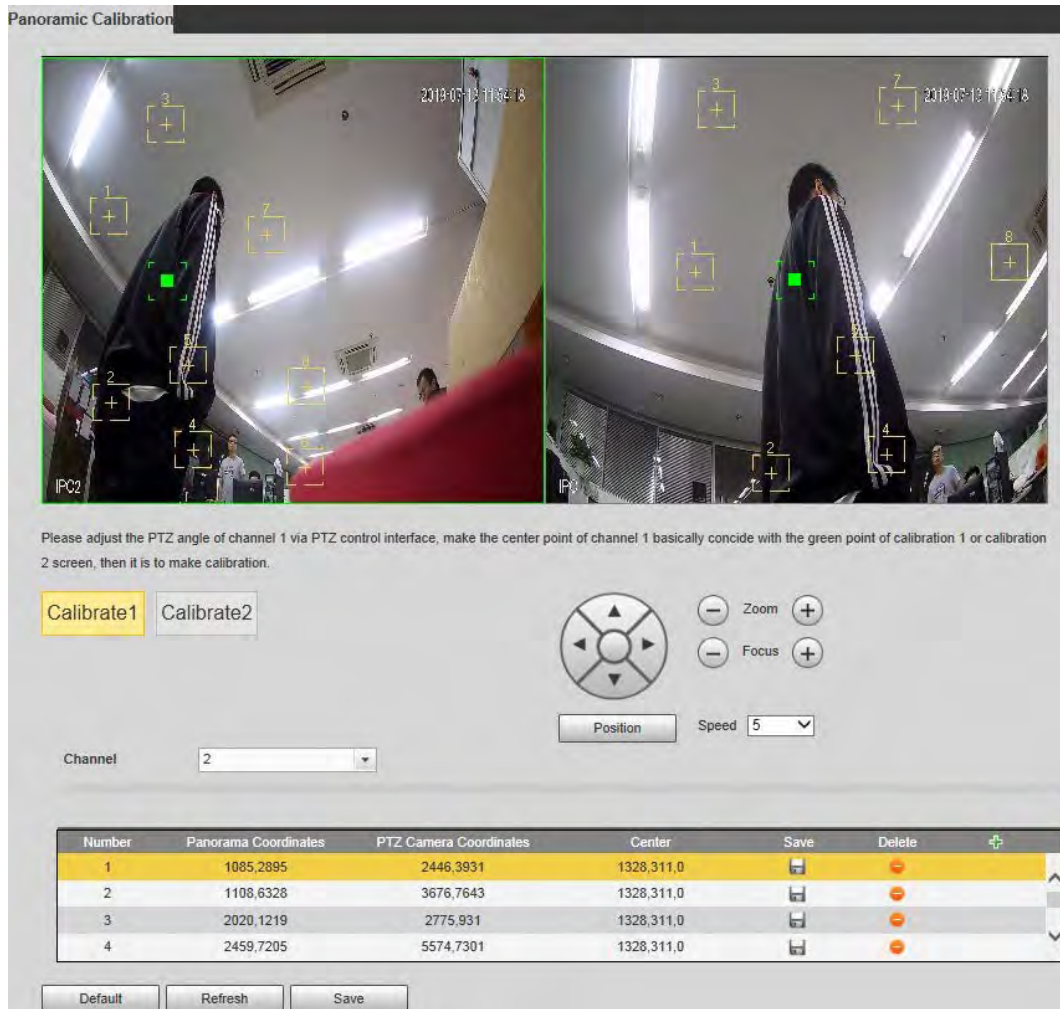 Panoramic Calibration
2019-07-13 11:54:18
3
1
7
5
2
4
IPC2
3
7
2019-07-13 11:54:18
1
8
2
4
IPC
Please adjust the PTZ angle of channel 1 via PTZ control interface, make the center point of channel 1 basically concide with the green point of calibration 1 or calibration
2 screen, then it is to make calibration.
Calibrate1 Calibrate2
Zoom
Focus
Position Speed 5
Channel 2
Number Panorama Coordinates PTZ Camera Coordinates Center Save Delete
1 1085,2895 2446,3931 1328,311,0
2 1108,6328 3676,7643 1328,311,0
3 2020,1219 2775,931 1328,311,0
4 2459,7205 5574,7301 1328,311,0
Default Refresh Save